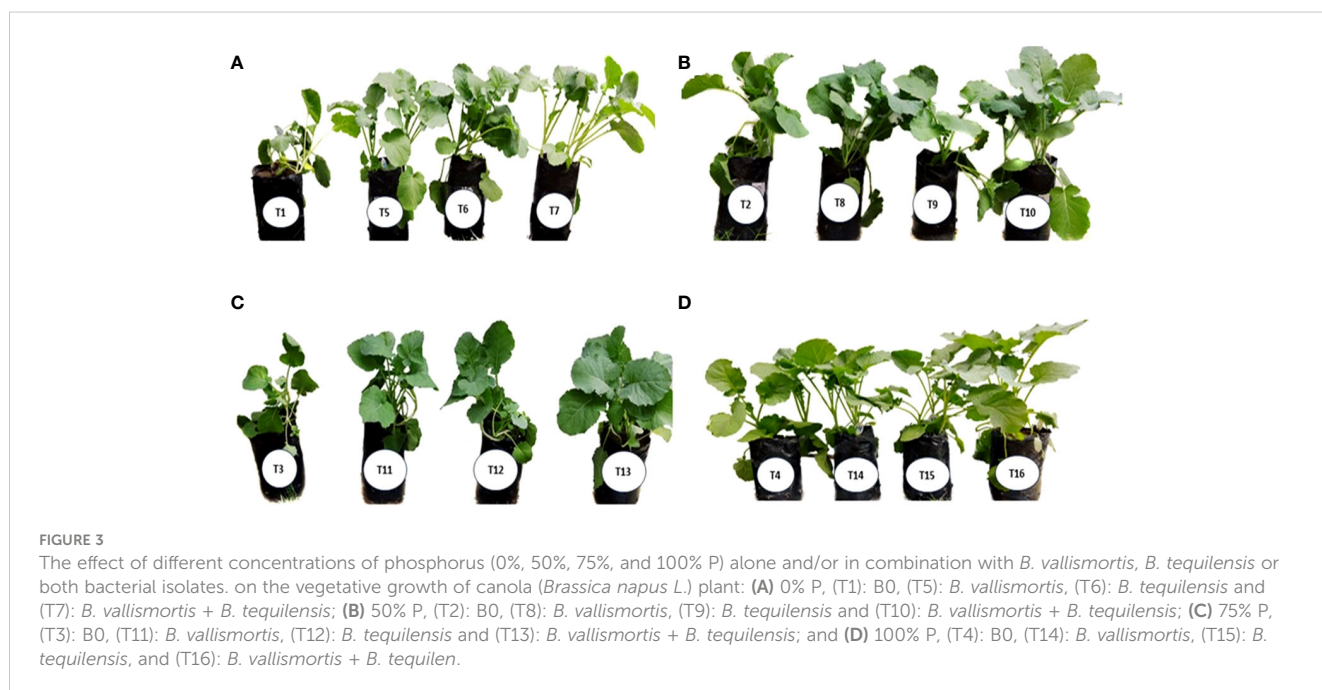 A
B
T1
T5
T6
T7
T2
T8
T9
T10
C
D
T3
T11
T12
T13
T4
T14
T15
T16
FIGURE 3
The effect of different concentrations of phosphorus (0%, 50%, 75%, and 100% P) alone and/or in combination with B. vallismortis, B. tequilensis or
both bacterial isolates. on the vegetative growth of canola (Brassica napus L.) plant: (A) 0% P, (T1): B0, (T5): B. vallismortis, (T6): B. tequilensis and
(T7): B. vallismortis + B. tequilensis; (B) 50% P, (T2): B0, (T8): B. vallismortis, (T9): B. tequilensis and (T10): B. vallismortis + B. tequilensis; (C) 75% P,
(T3): B0, (T11): B. vallismortis, (T12): B. tequilensis and (T13): B. vallismortis + B. tequilensis; and (D) 100% P, (T4): B0, (T14): B. vallismortis, (T15): B.
tequilensis, and (T16): B. vallismortis + B. tequilen.